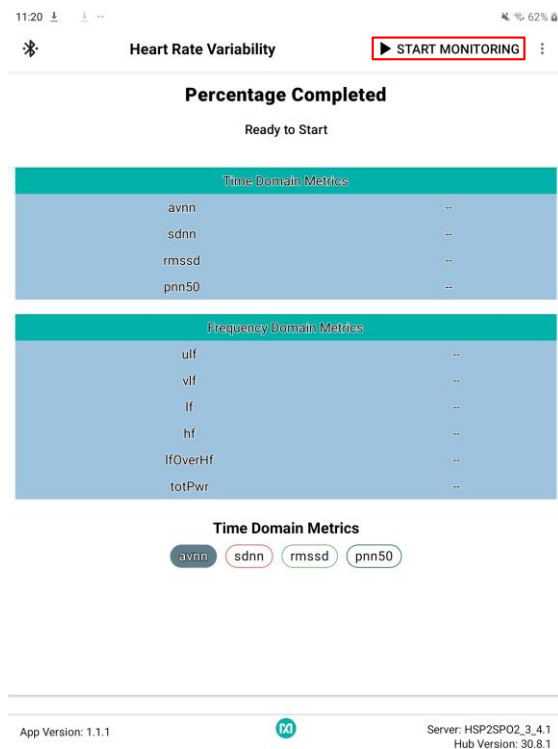 11:20 62%
Heart Rate Variability START MONITORING
Percentage Completed
Ready to Start
Time Domain Metrics
avnn --
sdnn --
rmssd --
pnn50 --
Frequency Domain Metrics
ulf --
vlf --
lf --
hf --
lfOverHf --
totPwr --
Time Domain Metrics
avnn sdnn rmssd pnn50
App Version: 1.1.1 Server: HSP2SPO2_3_4.1
Hub Version: 30.8.1